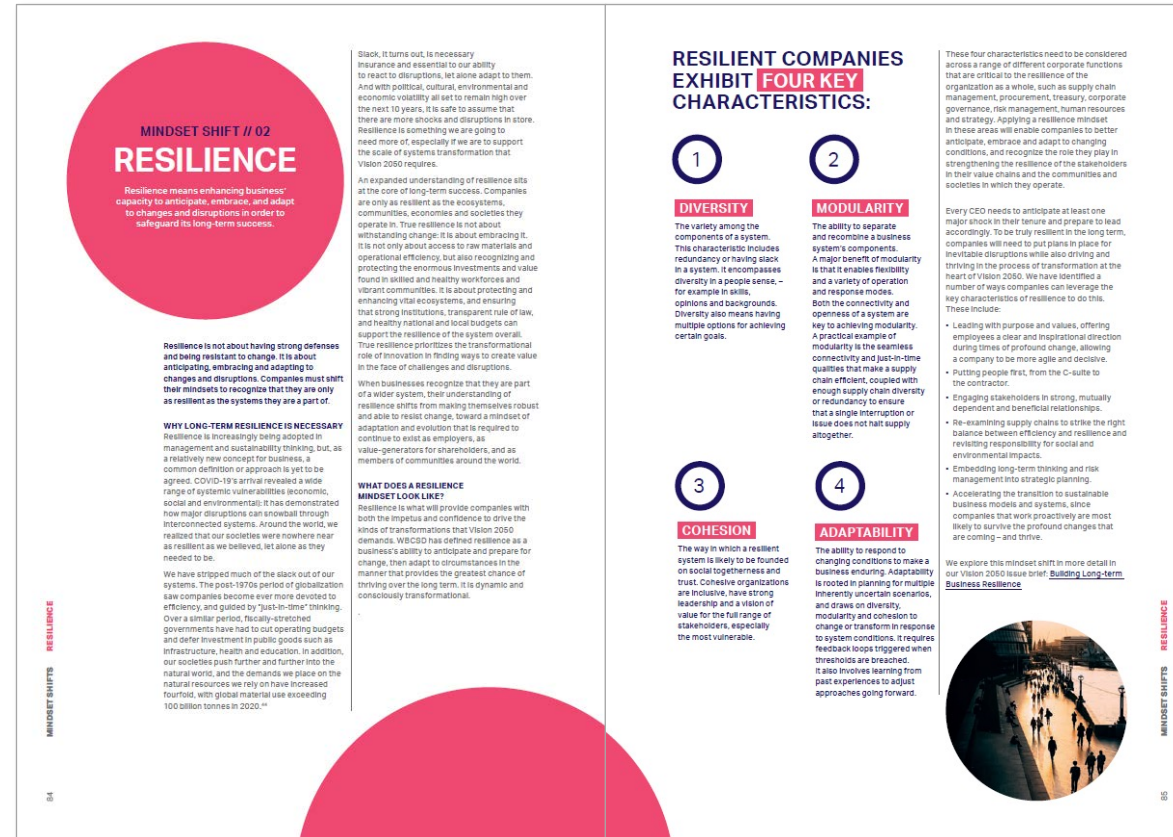 MINDSET SHIFT // 02
RESILIENCE
Resilience means enhancing business'
capacity to anticipate, embrace, and adapt
to changes and disruptions in order to
safeguard its long-term success.
Resilience is not about having strong defenses
and being resistant to change. It is about
anticipating, embracing and adapting to
changes and disruptions. Companies must shift
their mindsets to recognize that they are only
as resilient as the systems they are a part of.
WHY LONG-TERM RESILIENCE IS NECESSARY
Resilience is increasingly being adopted in
management and sustainability thinking, but, as
a relatively new concept for business, a
common definition or approach is yet to be
agreed. COVID-19's arrival revealed a wide
range of systemic vulnerabilities (economic,
social and environmental); it has demonstrated
how major disruptions can snowball through
interconnected systems. Around the world, we
realized that our societies were nowhere near
as resilient as we believed, let alone as they
needed to be.
We have stripped much of the slack out of our
systems. The post-1970s period of globalization
saw companies become ever more devoted to
efficiency, and guided by "just-in-time" thinking.
Over a similar period, fiscally-stretched
governments have had to cut operating budgets
and defer investment in public goods such as
infrastructure, health and education. In addition,
our societies push further and further into the
natural world, and the demands we place on the
natural resources we rely on have increased
fourfold, with global material use exceeding
100 billion tonnes in 2020.
Slack, it turns out, is necessary
insurance and essential to our ability
to react to disruptions, let alone adapt to them.
And with political, cultural, environmental and
economic volatility all set to remain high over
the next 10 years, it is safe to assume that
there are more shocks and disruptions in store.
Resilience is something we are going to
need more of, especially if we are to support
the scale of systems transformation that
Vision 2050 requires.
An expanded understanding of resilience sits
at the core of long-term success. Companies
are only as resilient as the ecosystems,
communities, economies and societies they
operate in. True resilience is not about
withstanding change: it is about embracing it.
It is not only about access to raw materials and
operational efficiency, but also recognizing and
protecting the enormous investments and value
found in skilled and healthy workforces and
vibrant communities. It is about protecting and
enhancing vital ecosystems, and ensuring
that strong institutions, transparent rule of law,
and healthy national and local budgets can
support the resilience of the system overall.
True resilience prioritizes the transformational
role of innovation in finding ways to create value
in the face of challenges and disruptions.
When businesses recognize that they are part
of a wider system, their understanding of
resilience shifts from making themselves robust
and able to resist change, toward a mindset of
adaptation and evolution that is required to
continue to exist as employers, as
value-generators for shareholders, and as
members of communities around the world.
WHAT DOES A RESILIENCE
MINDSET LOOK LIKE?
Resilience is what will provide companies with
both the impetus and confidence to drive the
kinds of transformations that Vision 2050
demands. WBCSD has defined resilience as a
business's ability to anticipate and prepare for
change, then adapt to circumstances in the
manner that provides the greatest chance of
thriving over the long term. It is dynamic and
consciously transformational.
.
MINDSET SHIFTS RESILIENCE
84
RESILIENT COMPANIES
EXHIBIT FOUR KEY
CHARACTERISTICS:
1
DIVERSITY
The variety among the
components of a system.
This characteristic includes
redundancy or having slack
in a system. It encompasses
diversity in a people sense, –
for example in skills,
opinions and backgrounds.
Diversity also means having
multiple options for achieving
certain goals.
2
MODULARITY
The ability to separate
and recombine a business
system's components.
A major benefit of modularity
is that it enables flexibility
and a variety of operation
and response modes.
Both the connectivity and
openness of a system are
key to achieving modularity.
A practical example of
modularity is the seamless
connectivity and just-in-time
qualities that make a supply
chain efficient, coupled with
enough supply chain diversity
or redundancy to ensure
that a single interruption or
issue does not halt supply
altogether.
3
COHESION
The way in which a resilient
system is likely to be founded
on social togetherness and
trust. Cohesive organizations
are inclusive, have strong
leadership and a vision of
value for the full range of
stakeholders, especially
the most vulnerable.
4
ADAPTABILITY
The ability to respond to
changing conditions to make a
business enduring. Adaptability
is rooted in planning for multiple
inherently uncertain scenarios,
and draws on diversity,
modularity and cohesion to
change or transform in response
to system conditions. It requires
feedback loops triggered when
thresholds are breached.
It also involves learning from
past experiences to adjust
approaches going forward.
These four characteristics need to be considered
across a range of different corporate functions
that are critical to the resilience of the
organization as a whole, such as supply chain
management, procurement, treasury, corporate
governance, risk management, human resources
and strategy. Applying a resilience mindset
in these areas will enable companies to better
anticipate, embrace and adapt to changing
conditions, and recognize the role they play in
strengthening the resilience of the stakeholders
in their value chains and the communities and
societies in which they operate.
Every CEO needs to anticipate at least one
major shock in their tenure and prepare to lead
accordingly. To be truly resilient in the long term,
companies will need to put plans in place for
inevitable disruptions while also driving and
thriving in the process of transformation at the
heart of Vision 2050. We have identified a
number of ways companies can leverage the
key characteristics of resilience to do this.
These include:
• Leading with purpose and values, offering
employees a clear and inspirational direction
during times of profound change, allowing
a company to be more agile and decisive.
• Putting people first, from the C-suite to
the contractor.
• Engaging stakeholders in strong, mutually
dependent and beneficial relationships.
• Re-examining supply chains to strike the right
balance between efficiency and resilience and
revisiting responsibility for social and
environmental impacts.
• Embedding long-term thinking and risk
management into strategic planning.
• Accelerating the transition to sustainable
business models and systems, since
companies that work proactively are most
likely to survive the profound changes that
are coming – and thrive.
We explore this mindset shift in more detail in
our Vision 2050 issue brief: Building Long-term
Business Resilience
MINDSET SHIFTS RESILIENCE
85